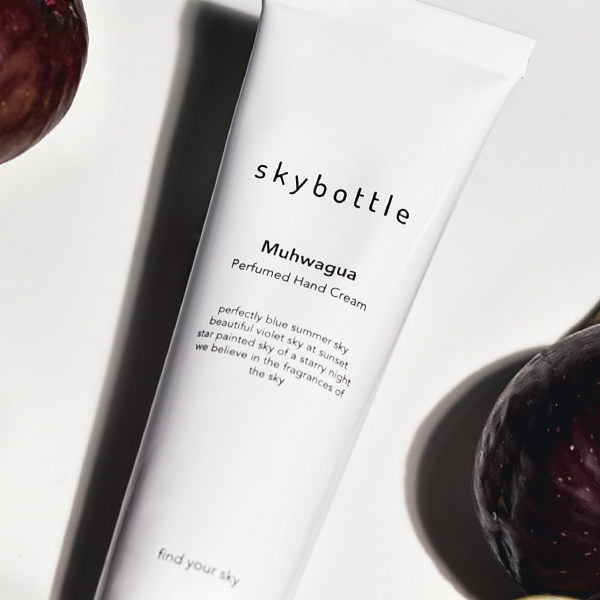 skybottle
Muhwagua
Perfumed Hand Cream
perfectly blue summer sky
beautiful violet sky at sunset
star painted sky of a starry night
we believe in the fragrances of
the sky
find your sky